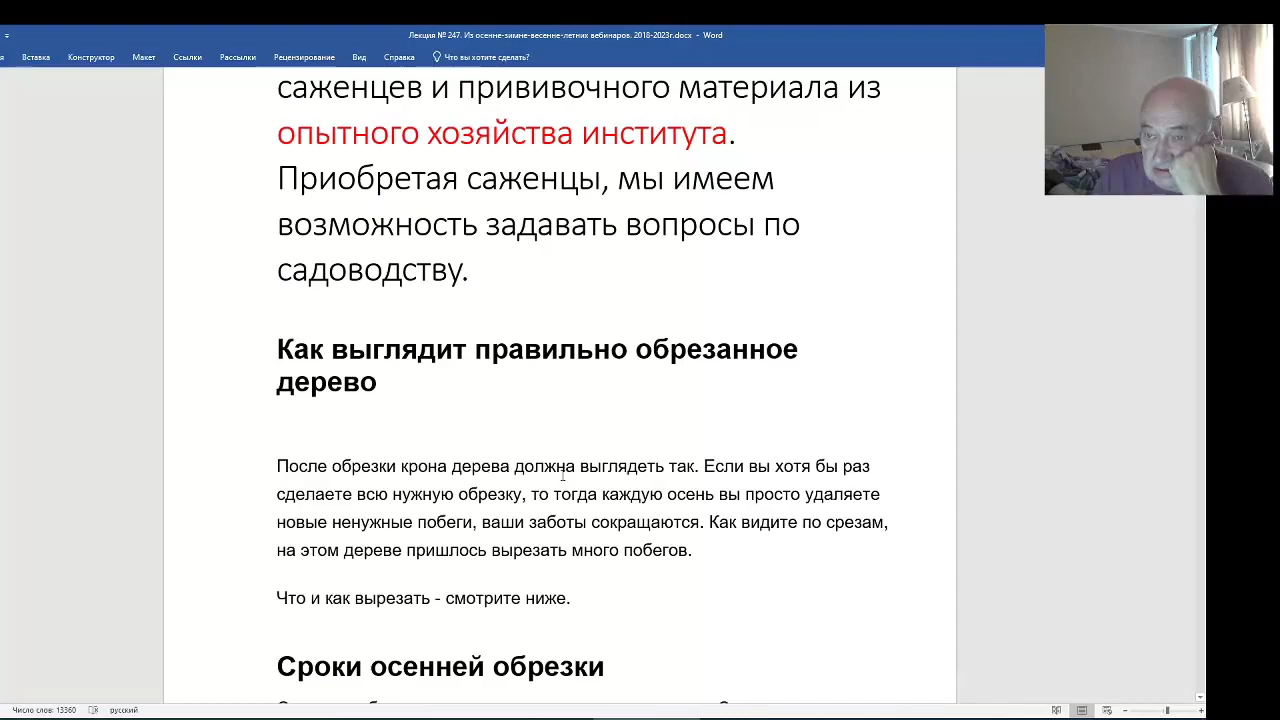 Лекция № 247. Из осенне-зимне-весенне-летних вебинаров. 2018-2023г.docx - Word
Вставка Конструктор Макет Ссылки Рассылки Рецензирование Вид Справка Что вы хотите сделать?
саженцев и прививочного материала из
опытного хозяйства института.
Приобретая саженцы, мы имеем
возможность задавать вопросы по
садоводству.
Как выглядит правильно обрезанное
дерево
После обрезки крона дерева должна выглядеть так. Если вы хотя бы раз
сделаете всю нужную обрезку, то тогда каждую осень вы просто удаляете
новые ненужные побеги, ваши заботы сокращаются. Как видите по срезам,
на этом дереве пришлось вырезать много побегов.
Что и как вырезать - смотрите ниже.
Сроки осенней обрезки
Число слов: 13360 русский